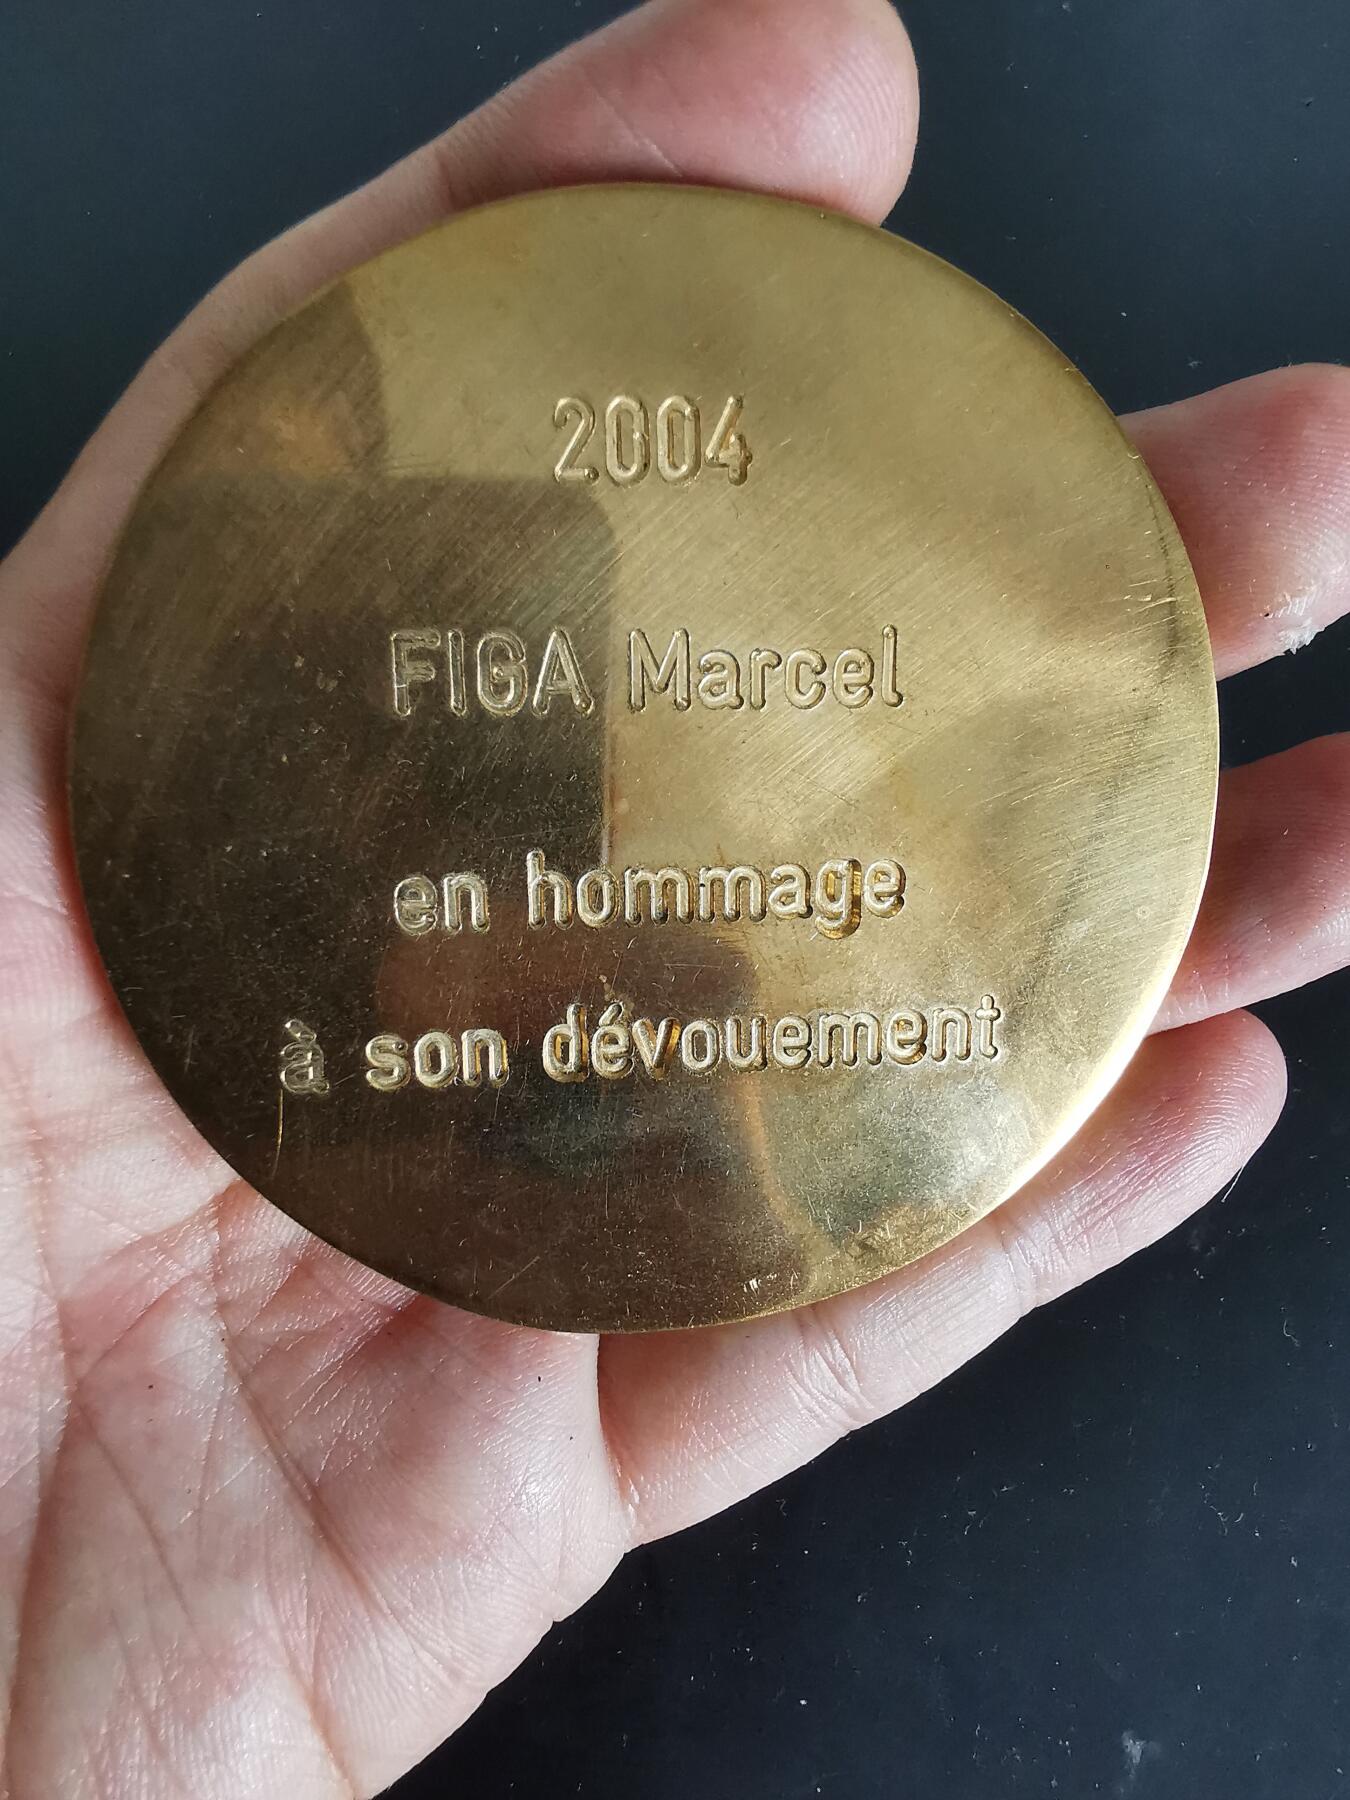 2004
FIGA Marcel
en hommage
à son dévouement